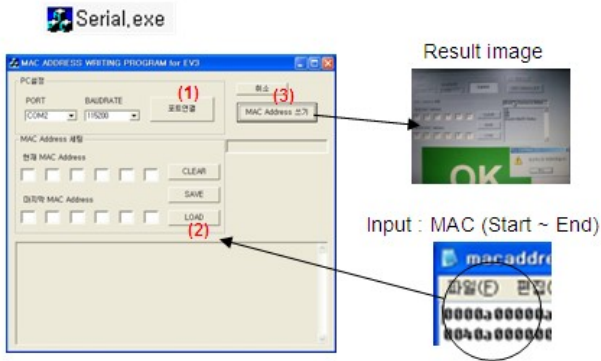 Serial.exe
MAC ADDRESS WRITING PROGRAM for EV3
PC설정
PORT
BAUDRATE
COM2
115200
(1)
포트연결
취소
(3)
MAC Address 쓰기
MAC Address 세팅
현재 MAC Address
CLEAR
마지막 MAC Address
SAVE
LOAD
(2)
Result image
OK
Input : MAC (Start ~ End)
macaddre
파일(F) 편집(